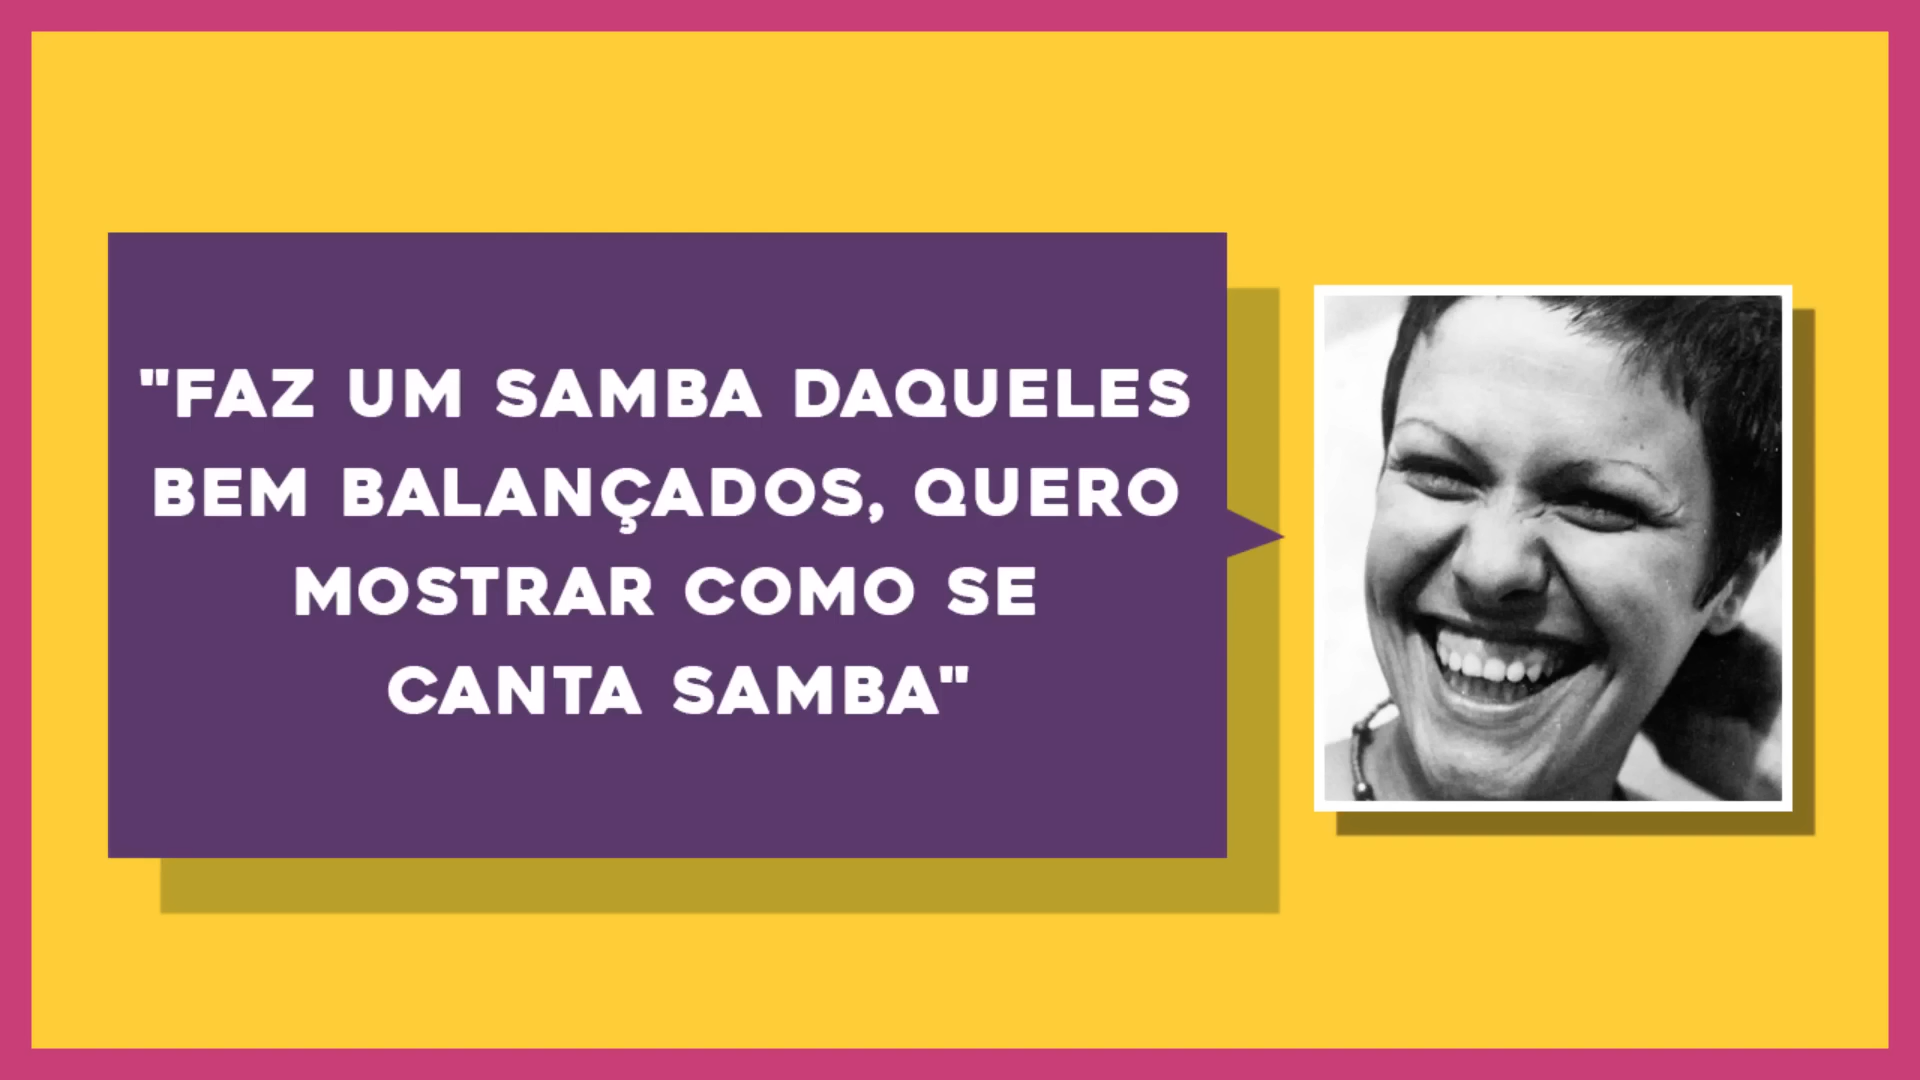 "FAZ UM SAMBA DAQUELES
BEM BALANÇADOS, QUERO
MOSTRAR COMO SE
CANTA SAMBA"